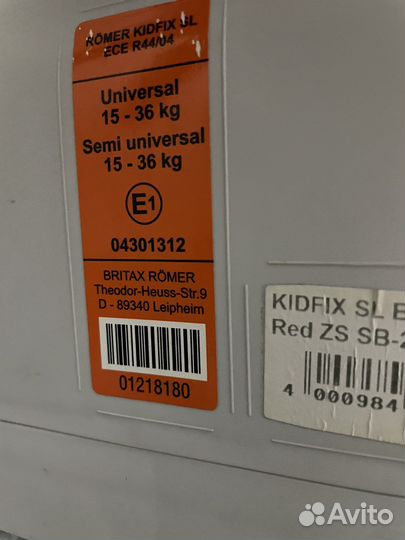 RÖMER KIDFIX SL
ECE R44/04
Universal
15 - 36 kg
Semi universal
15 - 36 kg
E1
04301312
BRITAX RÖMER
Theodor-Heuss-Str.9
D - 89340 Leipheim
01218180
KIDFIX SL
Red ZS SB-2
4 000984
Avito